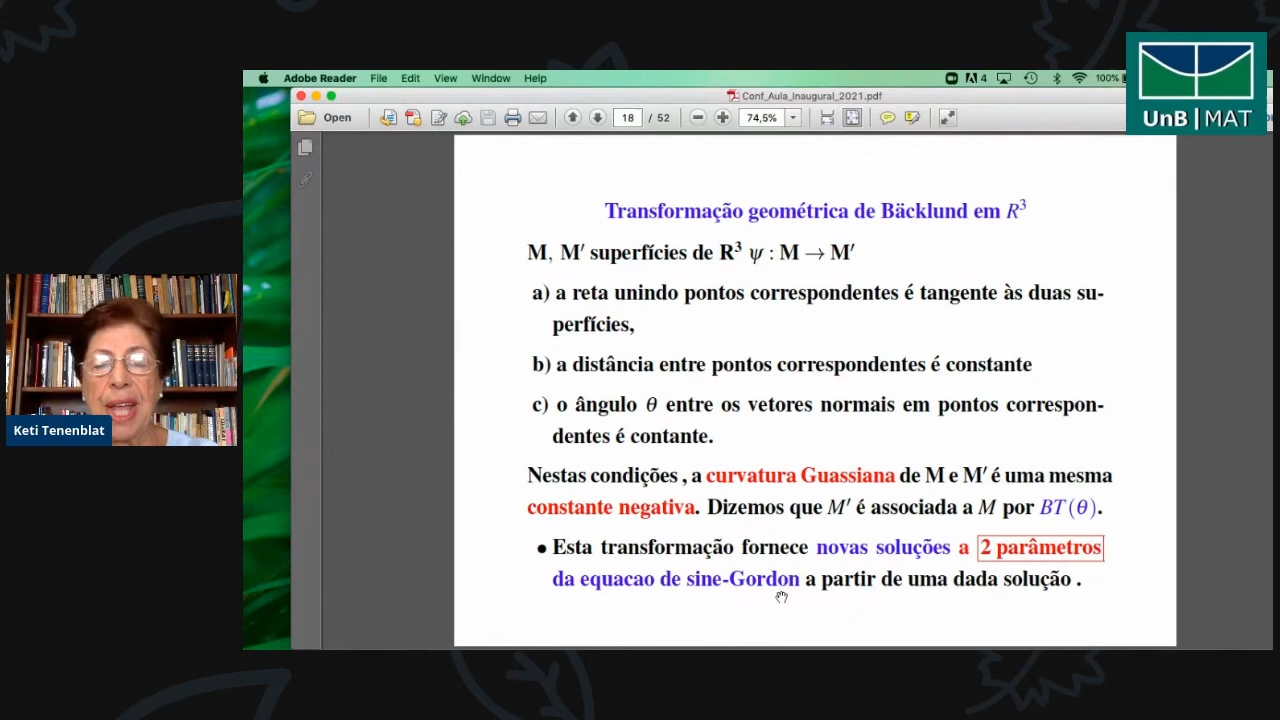 UnB | MAT
Adobe Reader File Edit View Window Help 4 100%
Conf_Aula_Inaugural_2021.pdf
Open 18 / 52 74,5%
Transformação geométrica de Bäcklund em R³
M, M′ superfícies de R³ ψ : M → M′
a) a reta unindo pontos correspondentes é tangente às duas su-
perfícies,
b) a distância entre pontos correspondentes é constante
c) o ângulo θ entre os vetores normais em pontos correspon-
dentes é contante.
Nestas condições , a curvatura Guassiana de M e M′ é uma mesma
constante negativa. Dizemos que M′ é associada a M por BT(θ).
• Esta transformação fornece novas soluções a 2 parâmetros
da equacao de sine-Gordon a partir de uma dada solução .
Keti Tenenblat